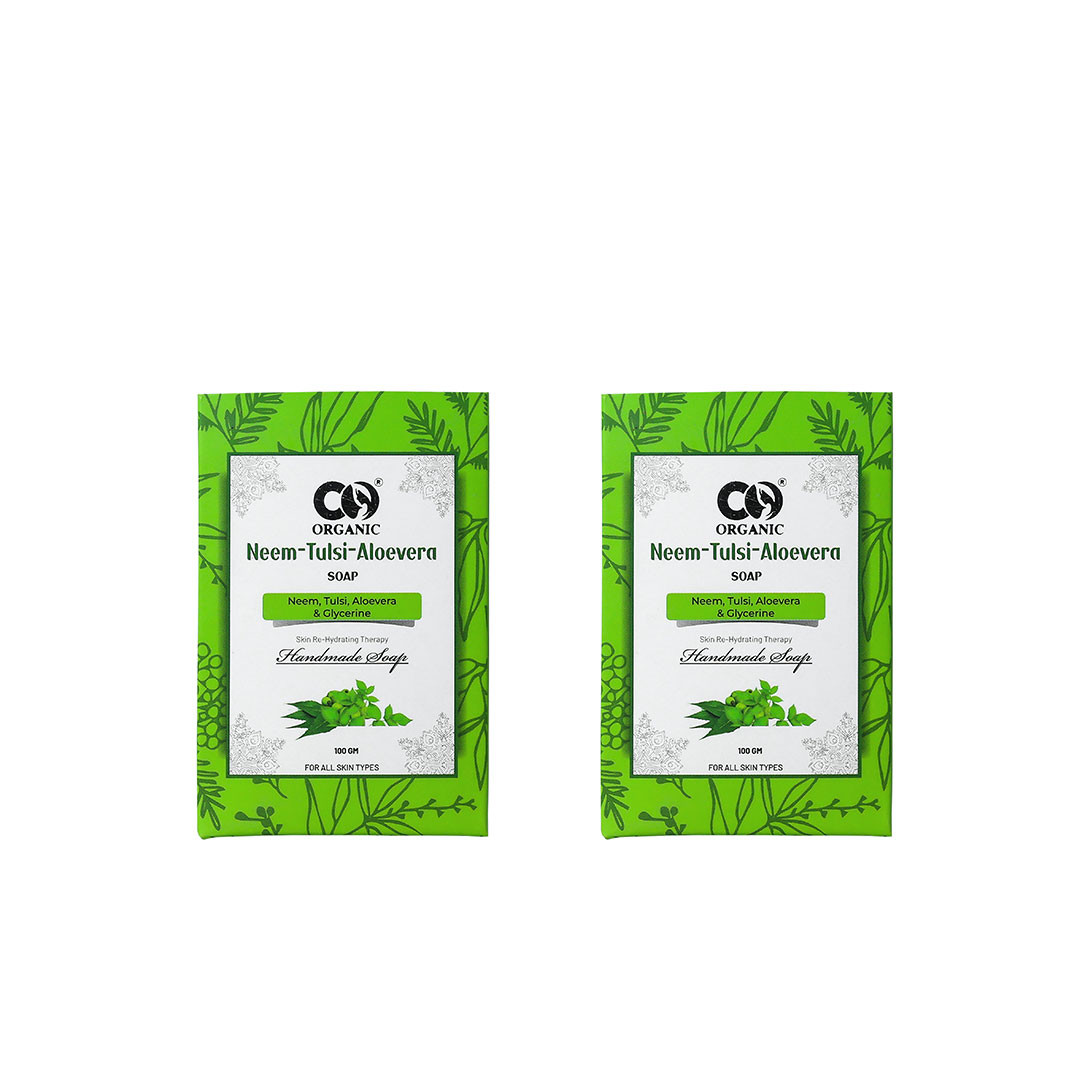 ®
ORGANIC
Neem-Tulsi-Aloevera
SOAP
Neem, Tulsi, Aloevera
& Glycerine
Skin Re-Hydrating Therapy
Handmade Soap
100 GM
FOR ALL SKIN TYPES
®
ORGANIC
Neem-Tulsi-Aloevera
SOAP
Neem, Tulsi, Aloevera
& Glycerine
Skin Re-Hydrating Therapy
Handmade Soap
100 GM
FOR ALL SKIN TYPES